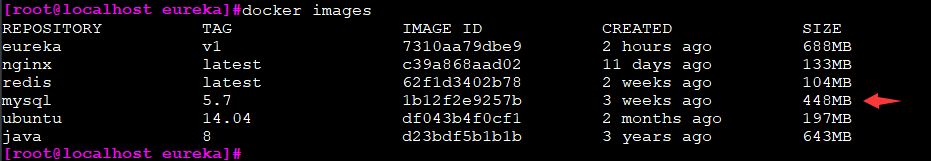 [root@localhost eureka]#docker images
REPOSITORY TAG IMAGE ID CREATED SIZE
eureka v1 7310aa79dbe9 2 hours ago 688MB
nginx latest c39a868aad02 11 days ago 133MB
redis latest 62f1d3402b78 2 weeks ago 104MB
mysql 5.7 1b12f2e9257b 3 weeks ago 448MB
ubuntu 14.04 df043b4f0cf1 2 months ago 197MB
java 8 d23bdf5b1b1b 3 years ago 643MB
[root@localhost eureka]#